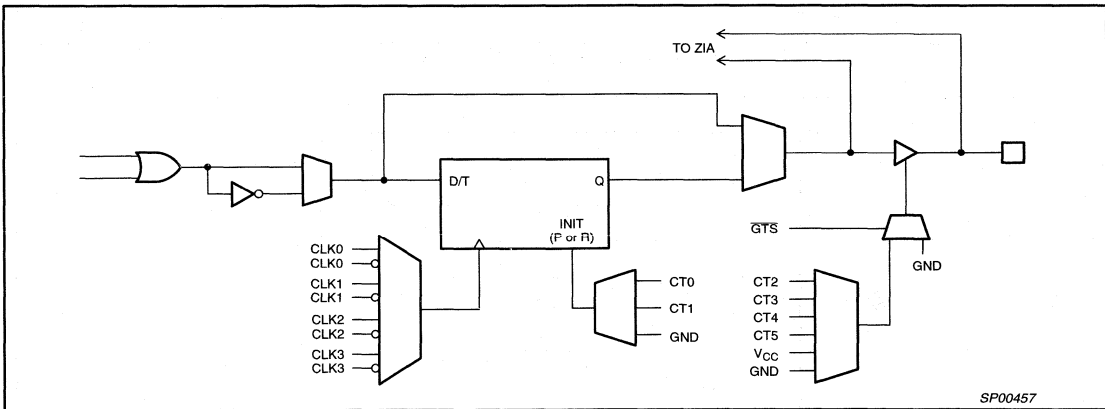 TO ZIA
D/T
Q
INIT
(P or R)
CLK0
CLK0
CLK1
CLK1
CLK2
CLK2
CLK3
CLK3
CT0
CT1
GND
GTS
GND
CT2
CT3
CT4
CT5
VCC
GND
SP00457